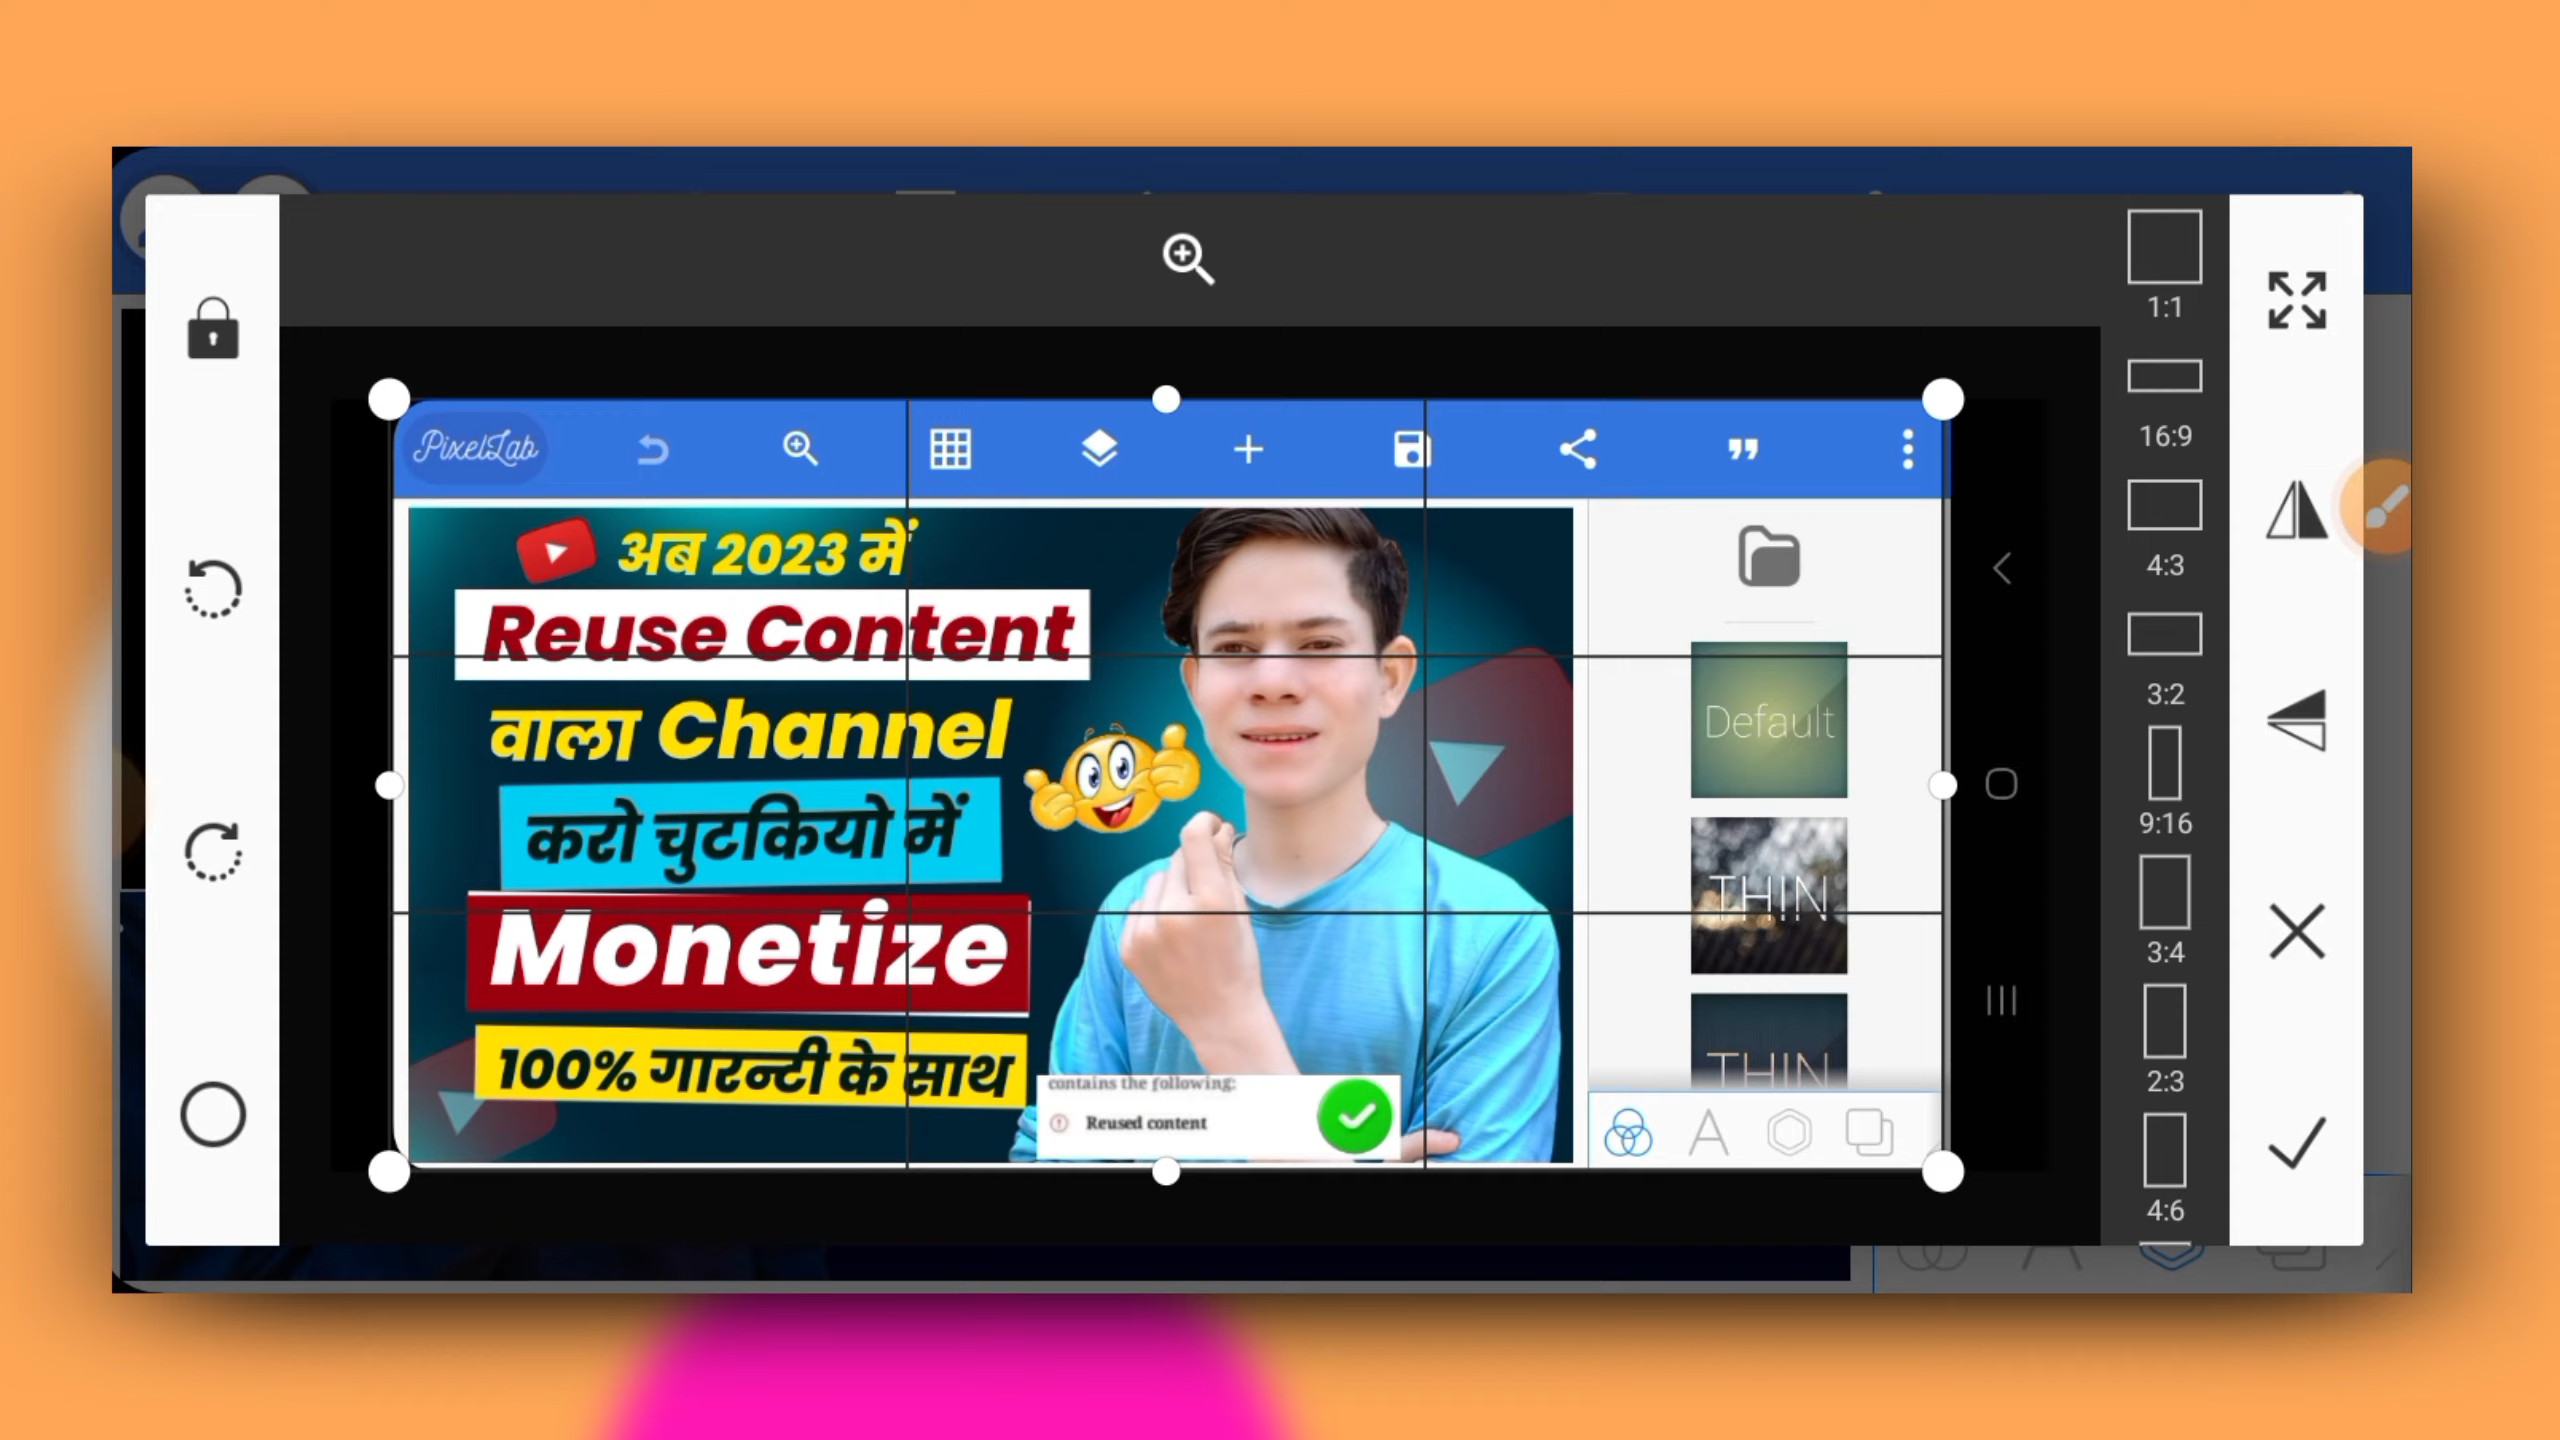 PixelLab
अब 2023 में
Reuse Content
वाला Channel
करो चुटकियो में
Monetize
100% गारन्टी के साथ
contains the following:
Reused content
Default
THIN
THIN
1:1
16:9
4:3
3:2
9:16
3:4
2:3
4:6